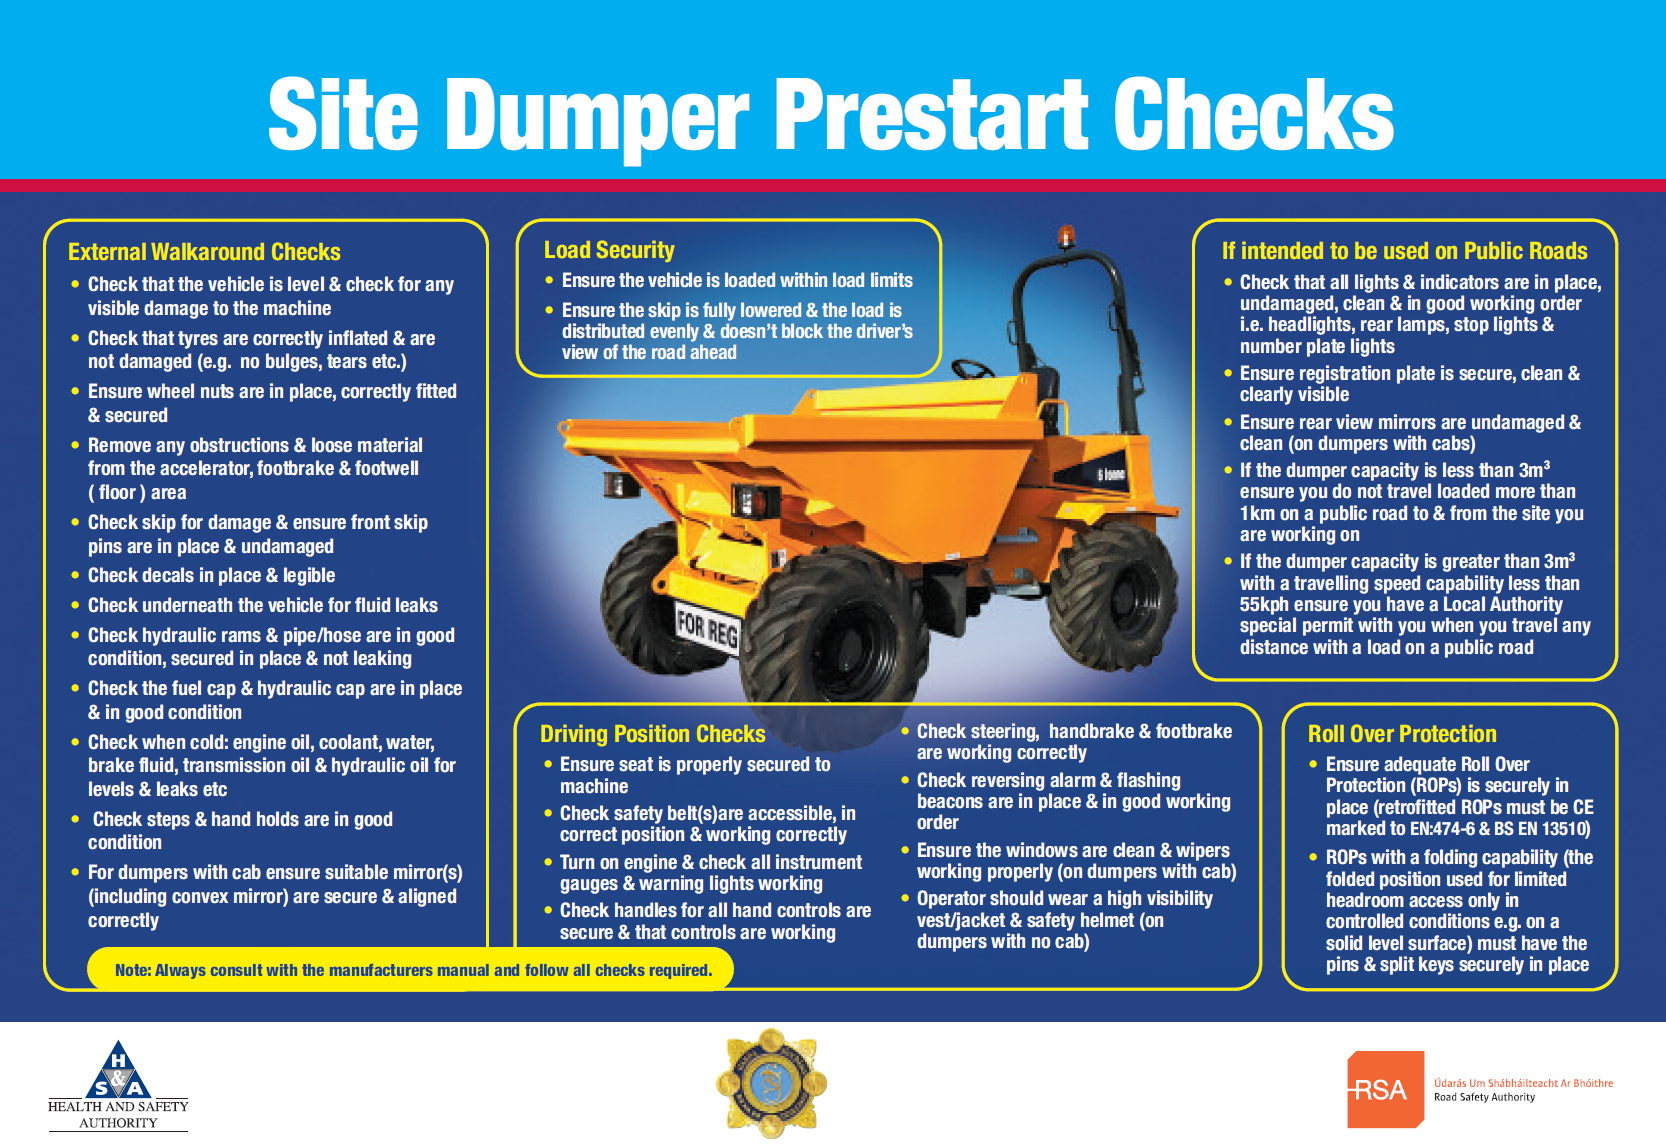 Site Dumper Prestart Checks
External Walkaround Checks
• Check that the vehicle is level & check for any
visible damage to the machine
• Check that tyres are correctly inflated & are
not damaged (e.g. no bulges, tears etc.)
• Ensure wheel nuts are in place, correctly fitted
& secured
• Remove any obstructions & loose material
from the accelerator, footbrake & footwell
( floor ) area
• Check skip for damage & ensure front skip
pins are in place & undamaged
• Check decals in place & legible
• Check underneath the vehicle for fluid leaks
• Check hydraulic rams & pipe/hose are in good
condition, secured in place & not leaking
• Check the fuel cap & hydraulic cap are in place
& in good condition
• Check when cold: engine oil, coolant, water,
brake fluid, transmission oil & hydraulic oil for
levels & leaks etc
• Check steps & hand holds are in good
condition
• For dumpers with cab ensure suitable mirror(s)
(including convex mirror) are secure & aligned
correctly
Note: Always consult with the manufacturers manual and follow all checks required.
Load Security
• Ensure the vehicle is loaded within load limits
• Ensure the skip is fully lowered & the load is
distributed evenly & doesn't block the driver's
view of the road ahead
6 tonne
FOR REG
Driving Position Checks
• Ensure seat is properly secured to
machine
• Check safety belt(s)are accessible, in
correct position & working correctly
• Turn on engine & check all instrument
gauges & warning lights working
• Check handles for all hand controls are
secure & that controls are working
• Check steering, handbrake & footbrake
are working correctly
• Check reversing alarm & flashing
beacons are in place & in good working
order
• Ensure the windows are clean & wipers
working properly (on dumpers with cab)
• Operator should wear a high visibility
vest/jacket & safety helmet (on
dumpers with no cab)
If intended to be used on Public Roads
• Check that all lights & indicators are in place,
undamaged, clean & in good working order
i.e. headlights, rear lamps, stop lights &
number plate lights
• Ensure registration plate is secure, clean &
clearly visible
• Ensure rear view mirrors are undamaged &
clean (on dumpers with cabs)
• If the dumper capacity is less than 3m³
ensure you do not travel loaded more than
1km on a public road to & from the site you
are working on
• If the dumper capacity is greater than 3m³
with a travelling speed capability less than
55kph ensure you have a Local Authority
special permit with you when you travel any
distance with a load on a public road
Roll Over Protection
• Ensure adequate Roll Over
Protection (ROPs) is securely in
place (retrofitted ROPs must be CE
marked to EN:474-6 & BS EN 13510)
• ROPs with a folding capability (the
folded position used for limited
headroom access only in
controlled conditions e.g. on a
solid level surface) must have the
pins & split keys securely in place
H
S & A
HEALTH AND SAFETY
AUTHORITY
RSA
Údarás Um Shábháilteacht Ar Bhóithre
Road Safety Authority